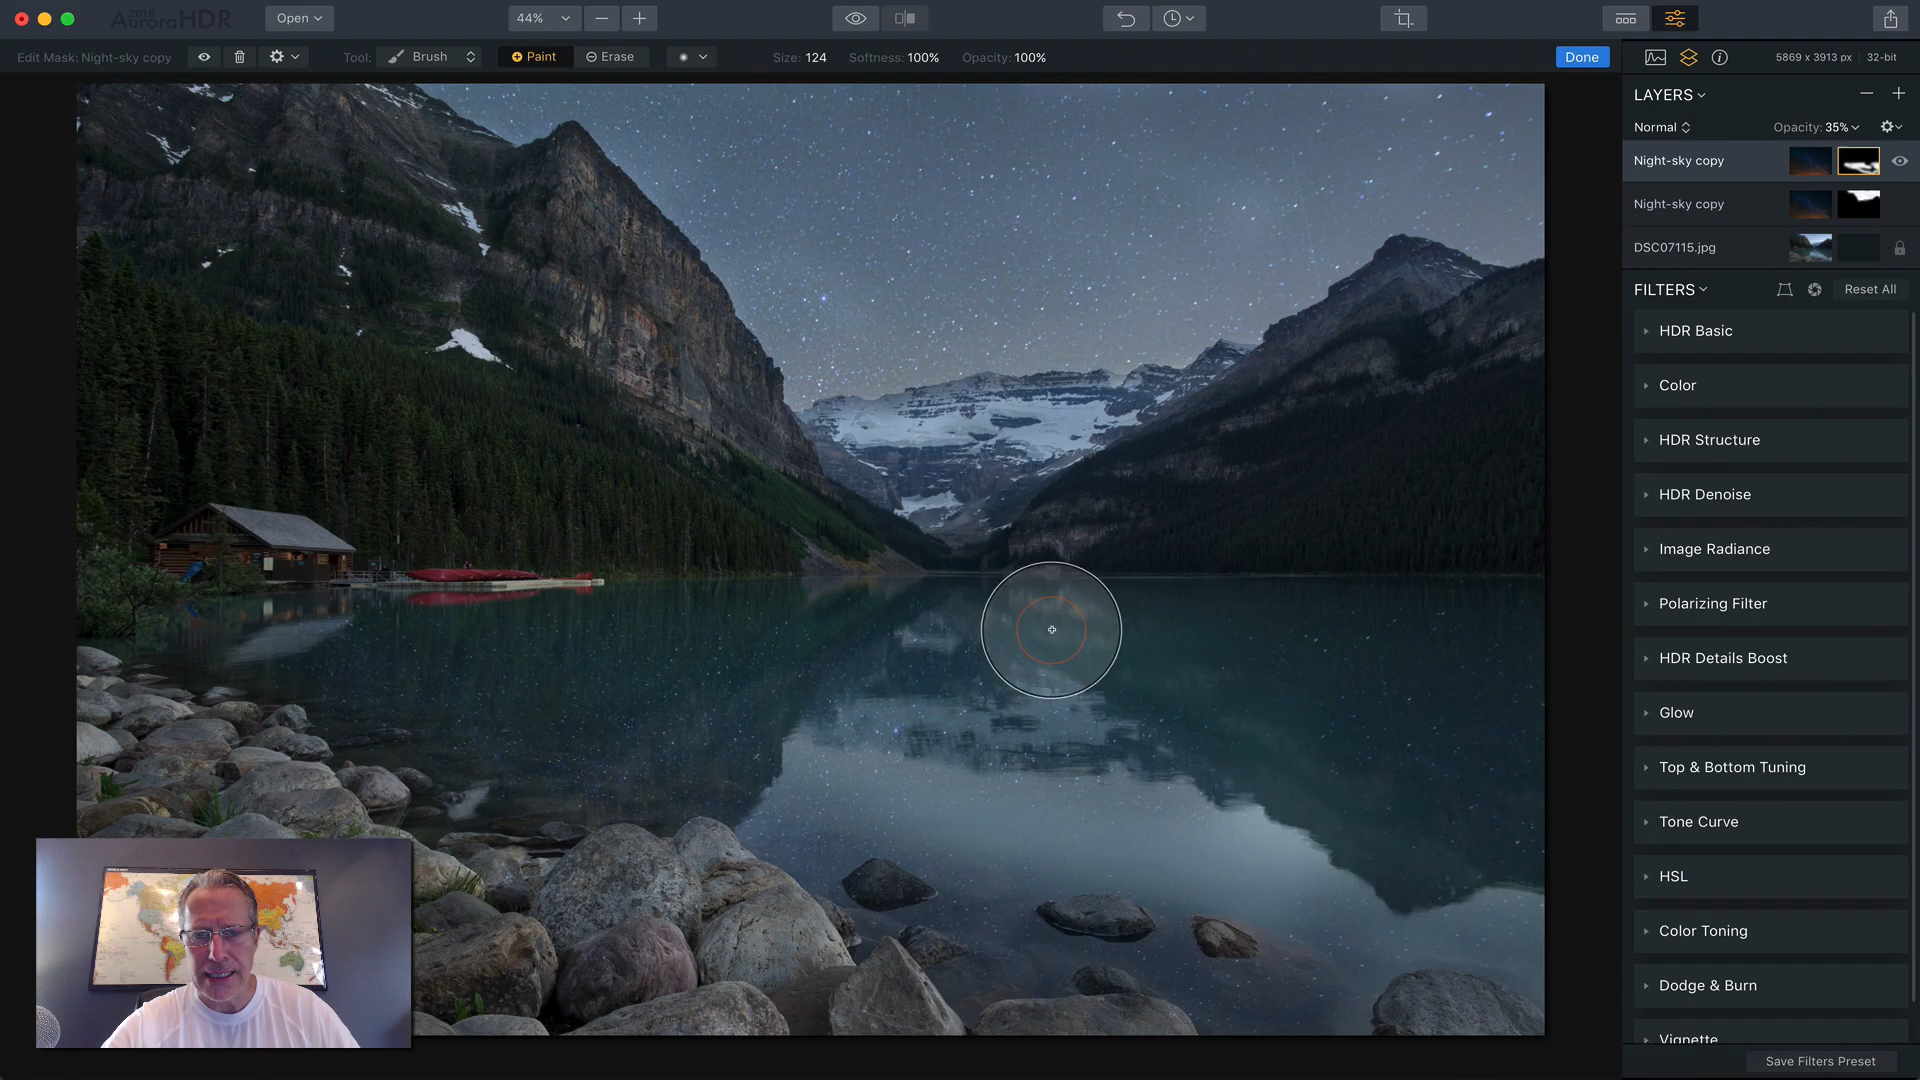 2018
AuroraHDR
Open
44%
Edit Mask: Night-sky copy
Tool: Brush
Paint
Erase
Size: 124
Softness: 100%
Opacity: 100%
Done
5869 x 3913 px
32-bit
LAYERS
Normal
Opacity: 35%
Night-sky copy
Night-sky copy
DSC07115.jpg
FILTERS
Reset All
HDR Basic
Color
HDR Structure
HDR Denoise
Image Radiance
Polarizing Filter
HDR Details Boost
Glow
Top & Bottom Tuning
Tone Curve
HSL
Color Toning
Dodge & Burn
Vignette
Save Filters Preset